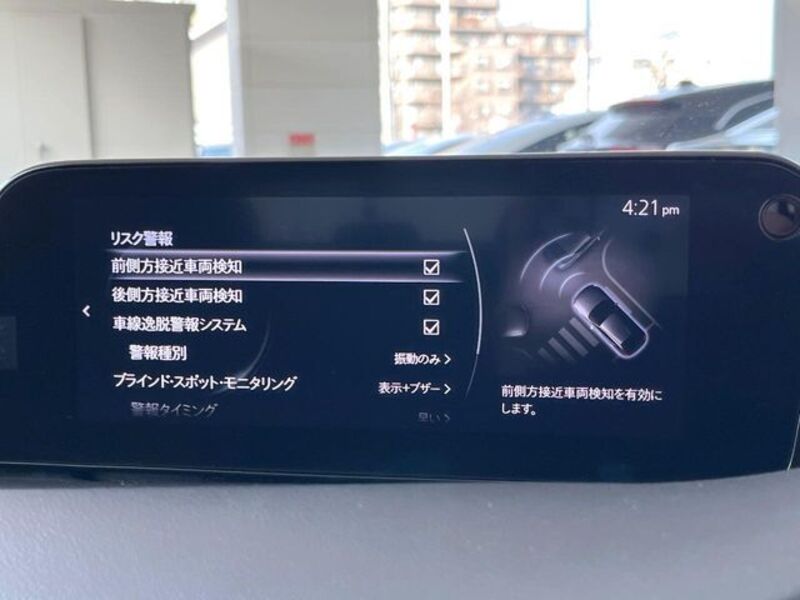 4:21pm
リスク警報
前側方接近車両検知
後側方接近車両検知
車線逸脱警報システム
警報種別 振動のみ
ブラインド・スポット・モニタリング 表示+ブザー
警報タイミング 早い
前側方接近車両検知を有効に
します。